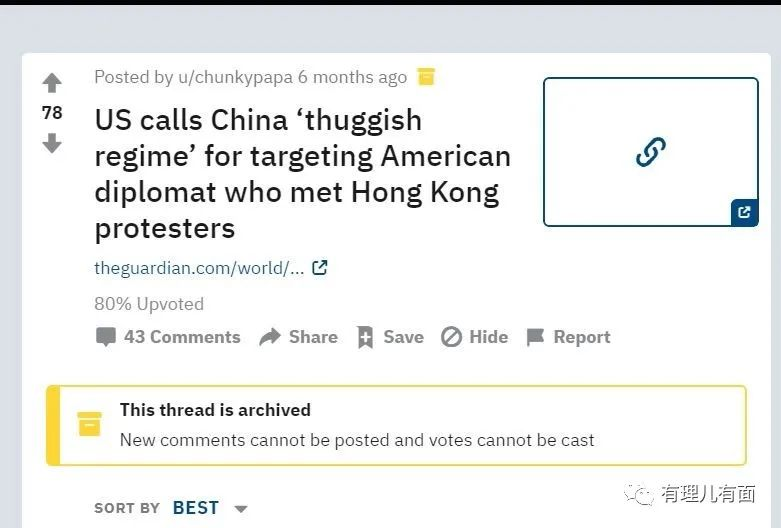 Posted by u/chunkypapa 6 months ago
78
US calls China ‘thuggish
regime’ for targeting American
diplomat who met Hong Kong
protesters
theguardian.com/world/...
80% Upvoted
43 Comments Share Save Hide Report
This thread is archived
New comments cannot be posted and votes cannot be cast
SORT BY BEST
有理儿有面